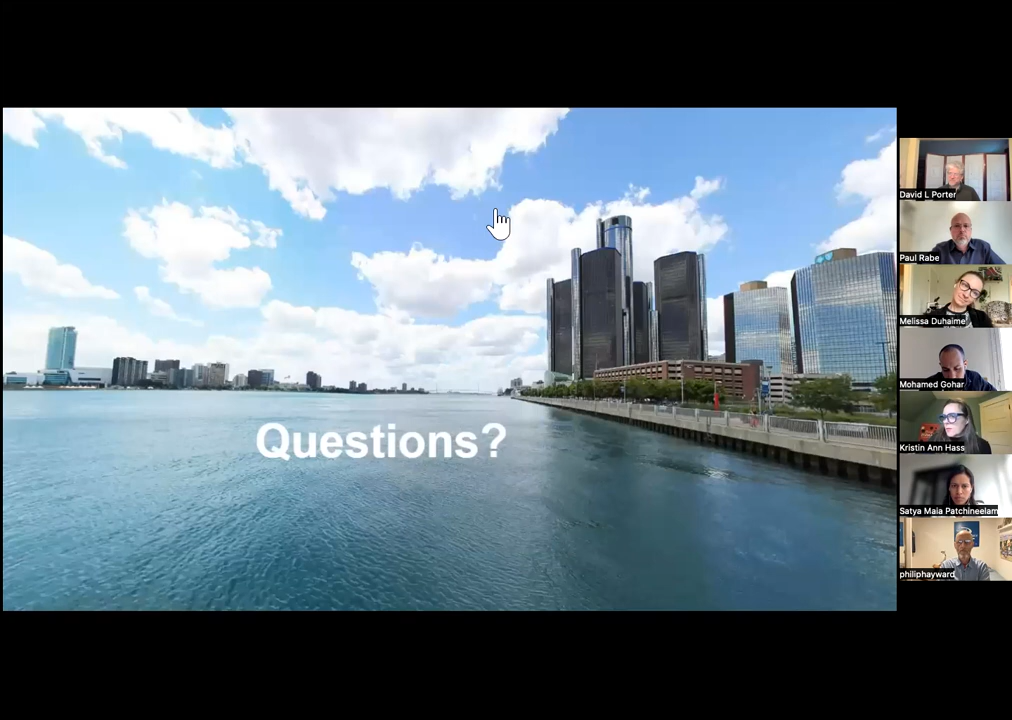 Questions?
David L Porter
Paul Rabe
Melissa Duhaime
Mohamed Gohar
Kristin Ann Hass
Satya Maia Patchineelam
philiphayward